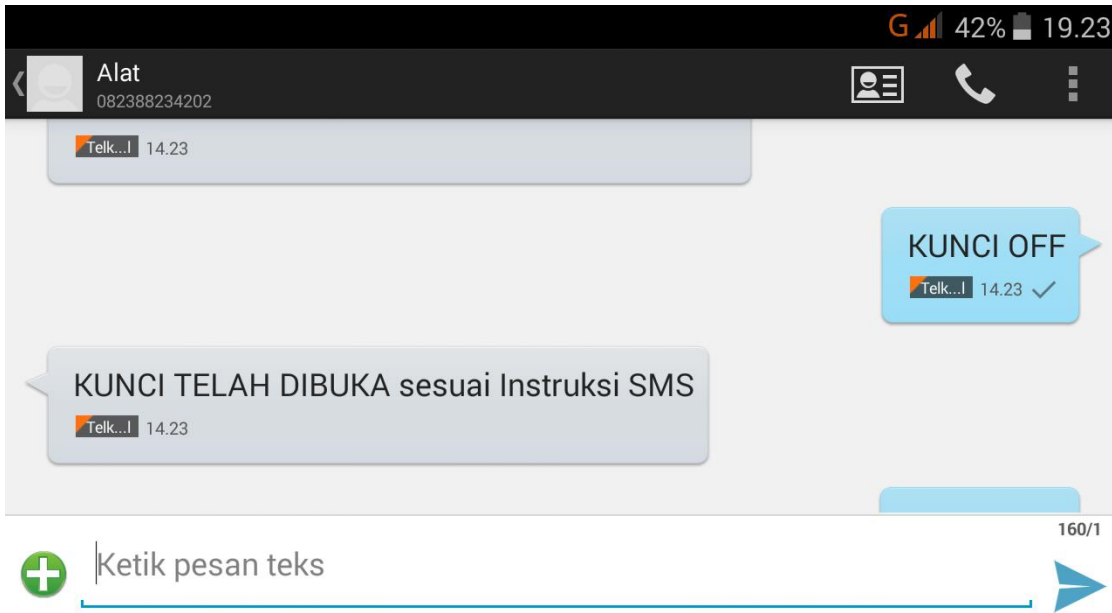 G 42% 19.23
Alat
082388234202
Telk...l 14.23
KUNCI OFF
Telk...l 14.23
KUNCI TELAH DIBUKA sesuai Instruksi SMS
Telk...l 14.23
160/1
Ketik pesan teks